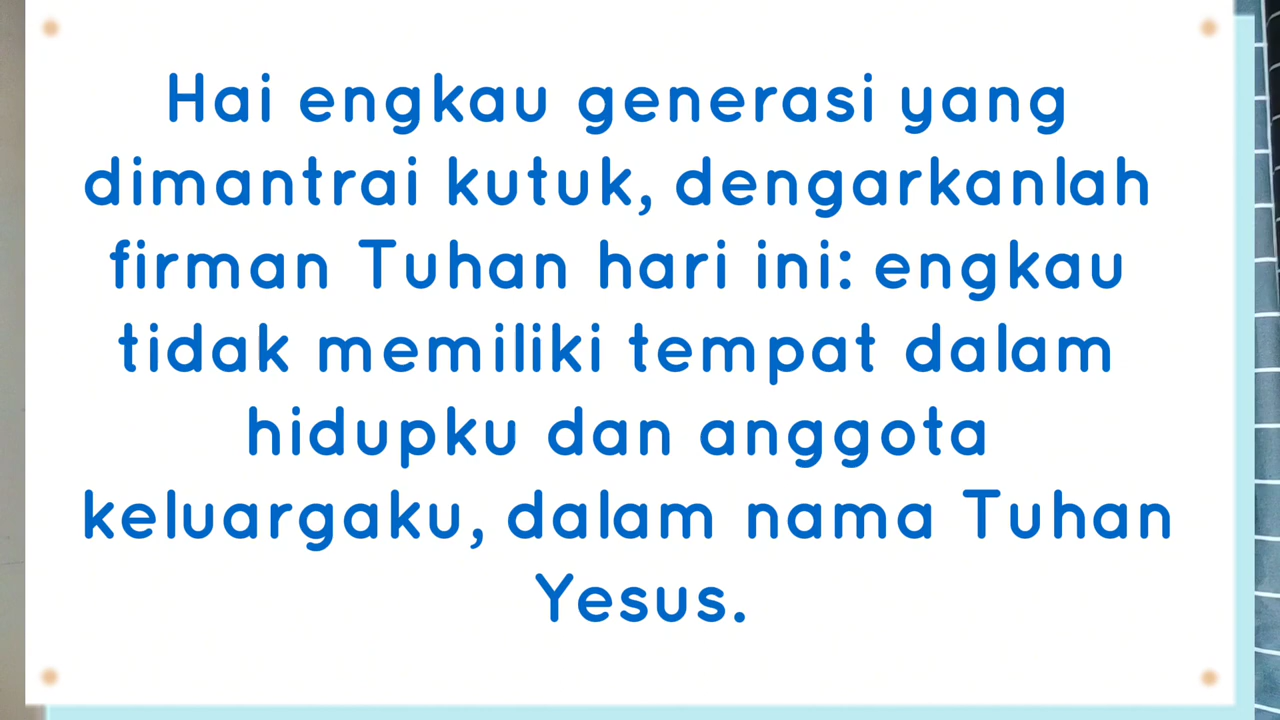 Hai engkau generasi yang
dimantrai kutuk, dengarkanlah
firman Tuhan hari ini: engkau
tidak memiliki tempat dalam
hidupku dan anggota
keluargaku, dalam nama Tuhan
Yesus.